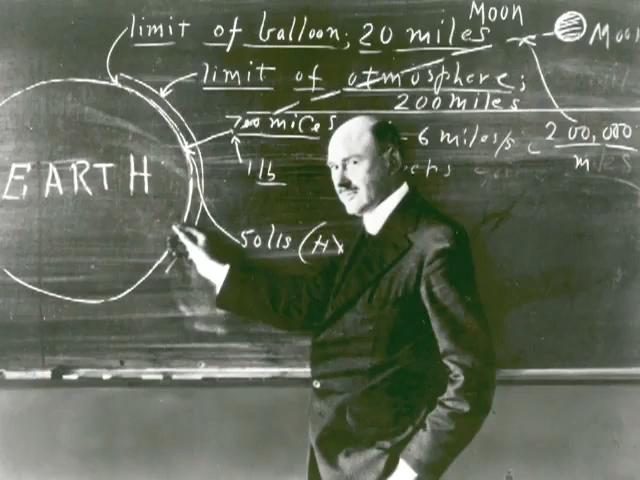 Moon
limit of balloon; 20 miles
Moon
limit of atmosphere;
200 miles
700 miles
6 miles/s
200,000
miles
EARTH
1 lb
50 lbs (H